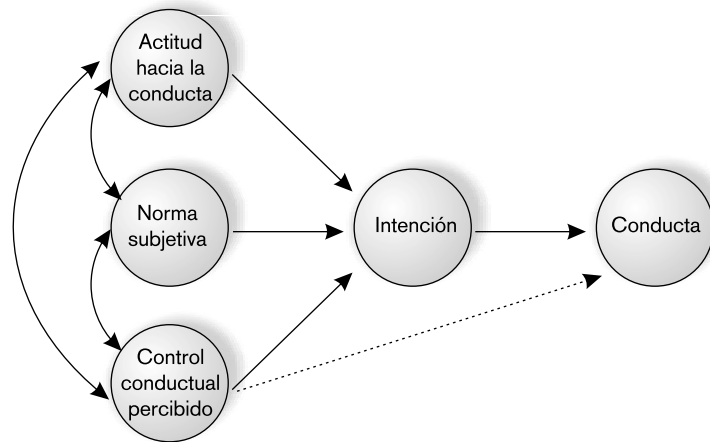 Actitud
hacia la
conducta
Norma
subjetiva
Intención
Conducta
Control
conductual
percibido